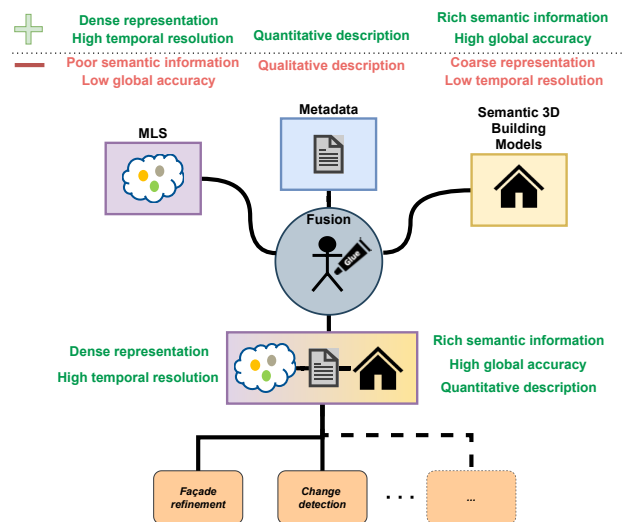 Dense representation
High temporal resolution
Quantitative description
Rich semantic information
High global accuracy
Poor semantic information
Low global accuracy
Qualitative description
Coarse representation
Low temporal resolution
MLS
Metadata
Semantic 3D
Building
Models
Fusion
Glue
Dense representation
High temporal resolution
Rich semantic information
High global accuracy
Quantitative description
Façade
refinement
Change
detection
. . .
...